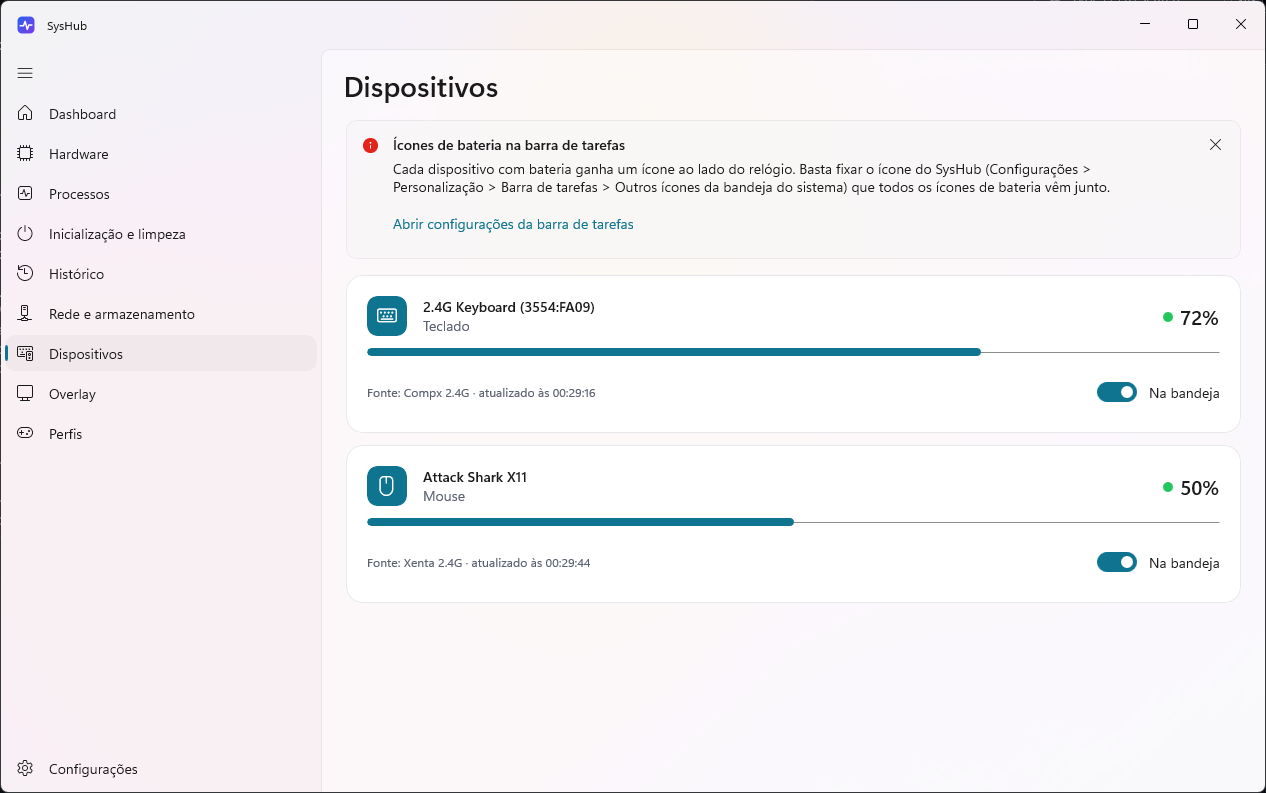 SysHub
Dashboard
Hardware
Processos
Inicialização e limpeza
Histórico
Rede e armazenamento
Dispositivos
Overlay
Perfis
Configurações
Dispositivos
Ícones de bateria na barra de tarefas
Cada dispositivo com bateria ganha um ícone ao lado do relógio. Basta fixar o ícone do SysHub (Configurações >
Personalização > Barra de tarefas > Outros ícones da bandeja do sistema) que todos os ícones de bateria vêm junto.
Abrir configurações da barra de tarefas
2.4G Keyboard (3554:FA09)
Teclado
72%
Fonte: Compx 2.4G · atualizado às 00:29:16
Na bandeja
Attack Shark X11
Mouse
50%
Fonte: Xenta 2.4G · atualizado às 00:29:44
Na bandeja